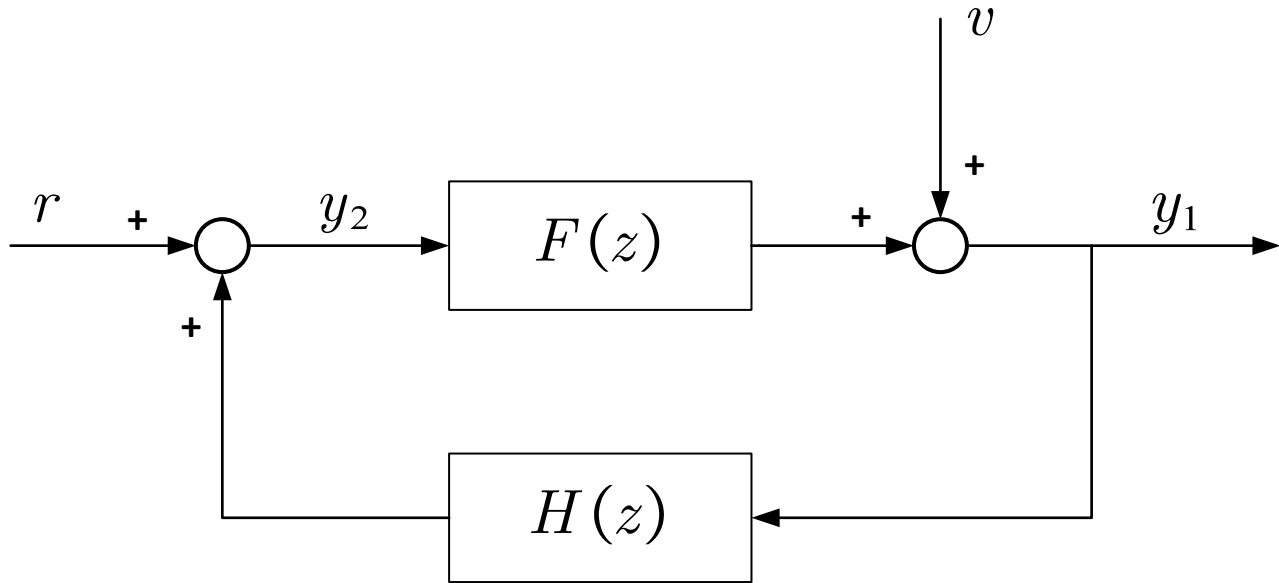 v
+
r + y₂ F(z) + y₁
+
H(z)